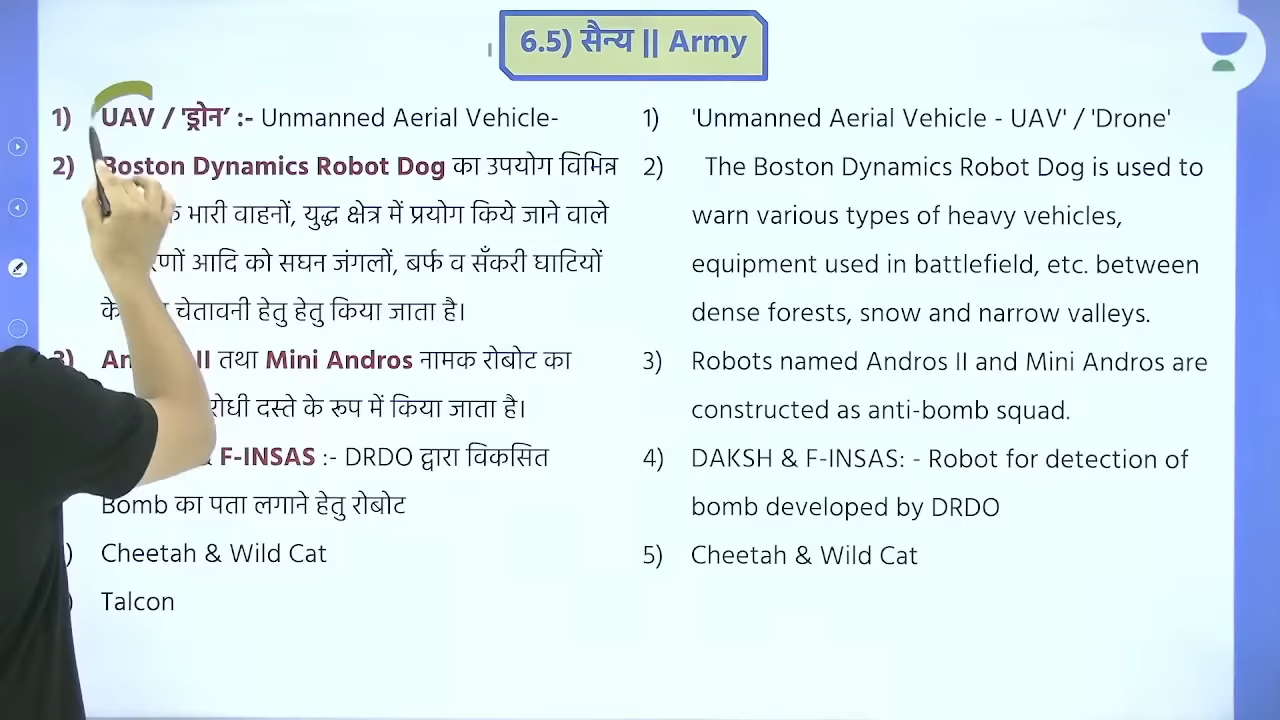 6.5) सैन्य || Army
1) UAV / 'ड्रोन’ :- Unmanned Aerial Vehicle-
2) Boston Dynamics Robot Dog का उपयोग विभिन्न
भारी वाहनों, युद्ध क्षेत्र में प्रयोग किये जाने वाले
आदि को सघन जंगलों, बर्फ व सँकरी घाटियों
के चेतावनी हेतु हेतु किया जाता है।
3) II तथा Mini Andros नामक रोबोट का
दस्ते के रूप में किया जाता है।
& F-INSAS :- DRDO द्वारा विकसित
Bomb का पता लगाने हेतु रोबोट
Cheetah & Wild Cat
Talcon
1) 'Unmanned Aerial Vehicle - UAV' / 'Drone'
2) The Boston Dynamics Robot Dog is used to
warn various types of heavy vehicles,
equipment used in battlefield, etc. between
dense forests, snow and narrow valleys.
3) Robots named Andros II and Mini Andros are
constructed as anti-bomb squad.
4) DAKSH & F-INSAS: - Robot for detection of
bomb developed by DRDO
5) Cheetah & Wild Cat